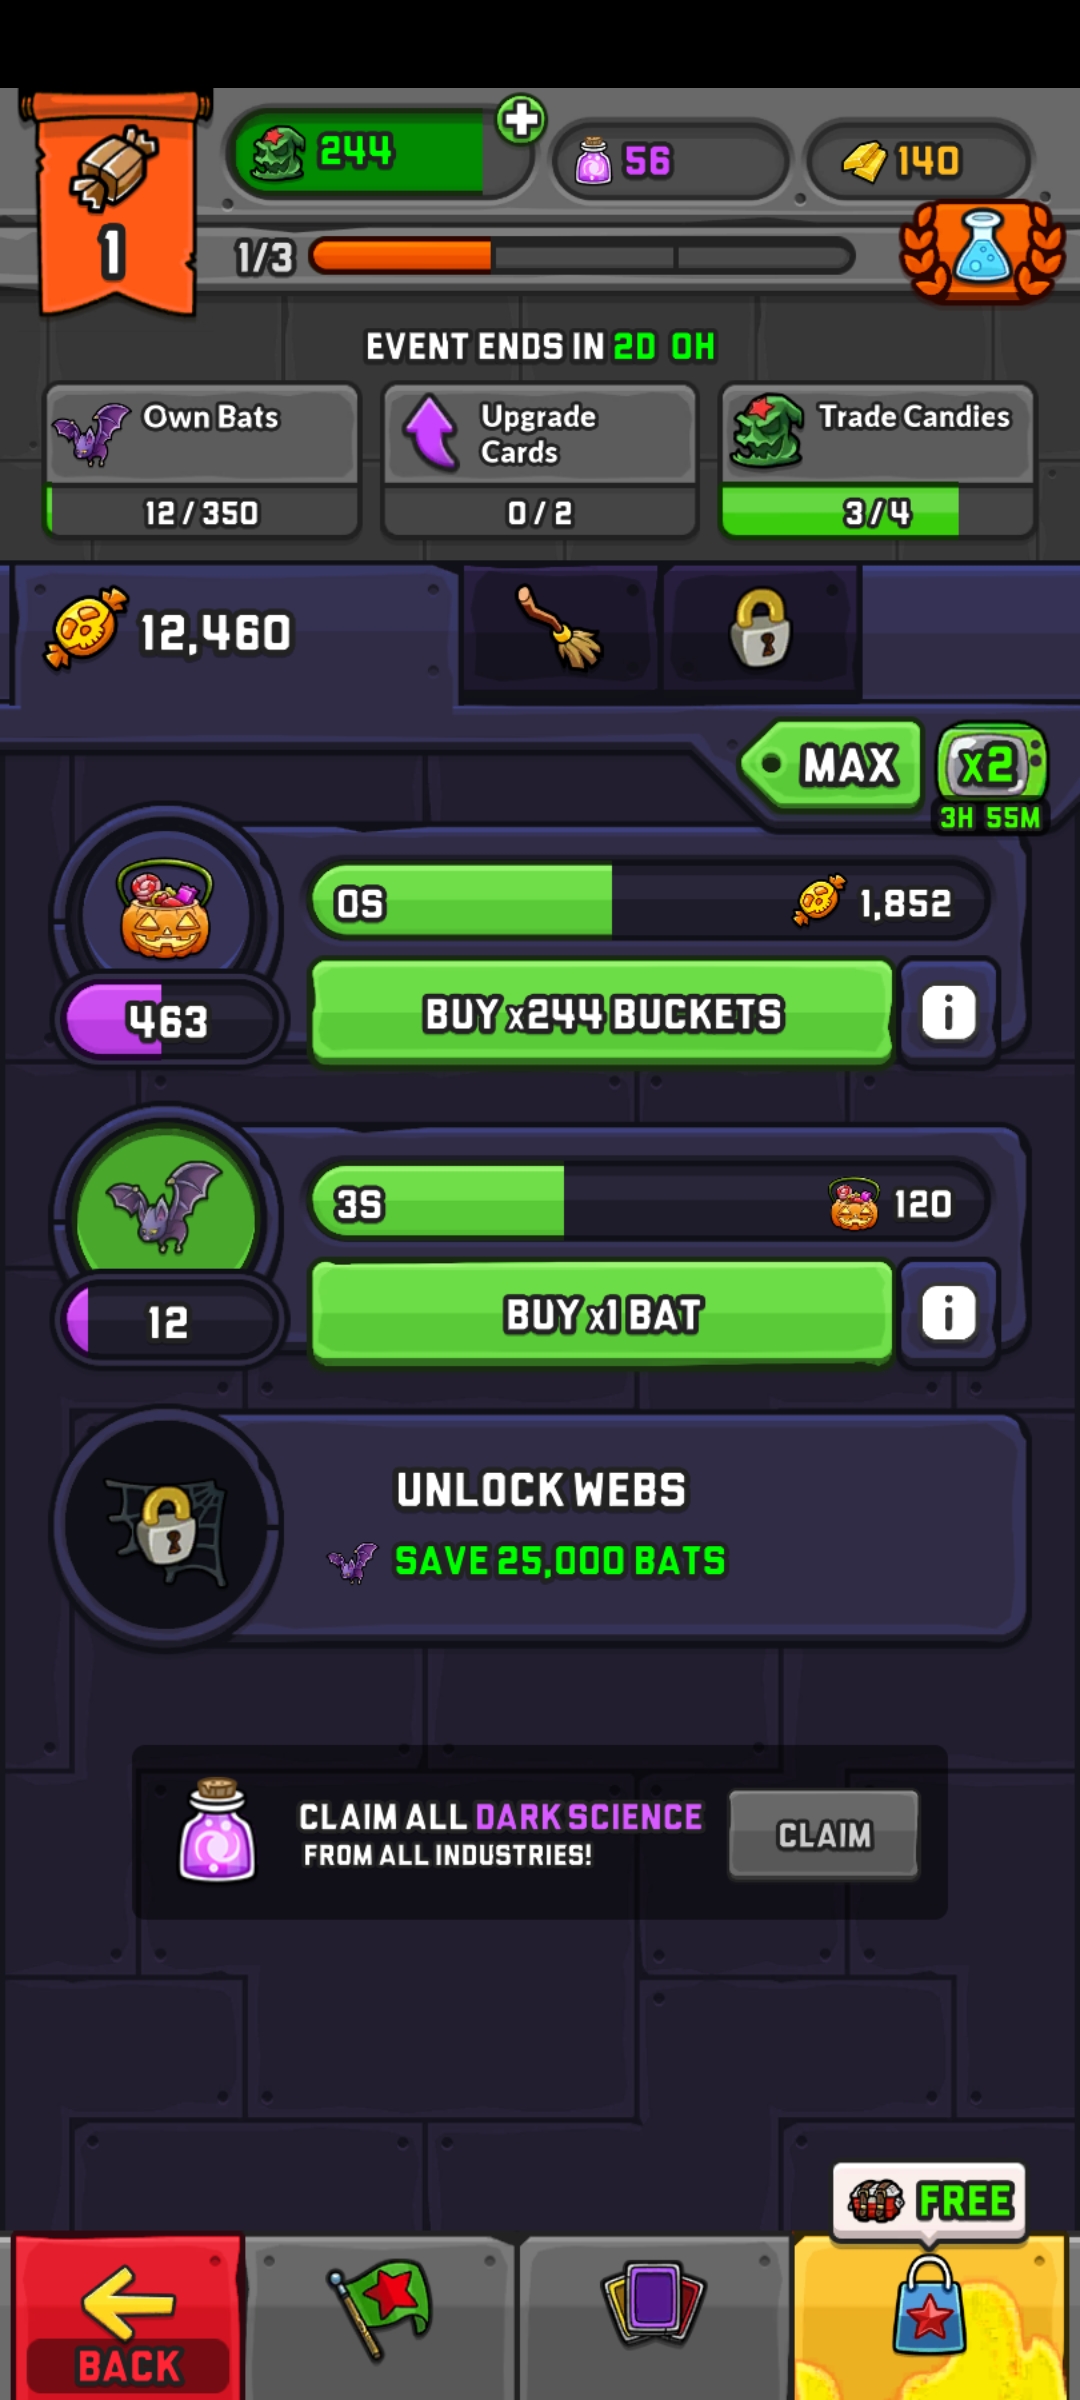 244
56
140
1
1/3
EVENT ENDS IN 2D 0H
Own Bats
12 / 350
Upgrade
Cards
0 / 2
Trade Candies
3 / 4
12,460
MAX
x2
3H 55M
0S
1,852
463
BUY x244 BUCKETS
i
3S
120
12
BUY x1 BAT
i
UNLOCK WEBS
SAVE 25,000 BATS
CLAIM ALL DARK SCIENCE
FROM ALL INDUSTRIES!
CLAIM
FREE
BACK